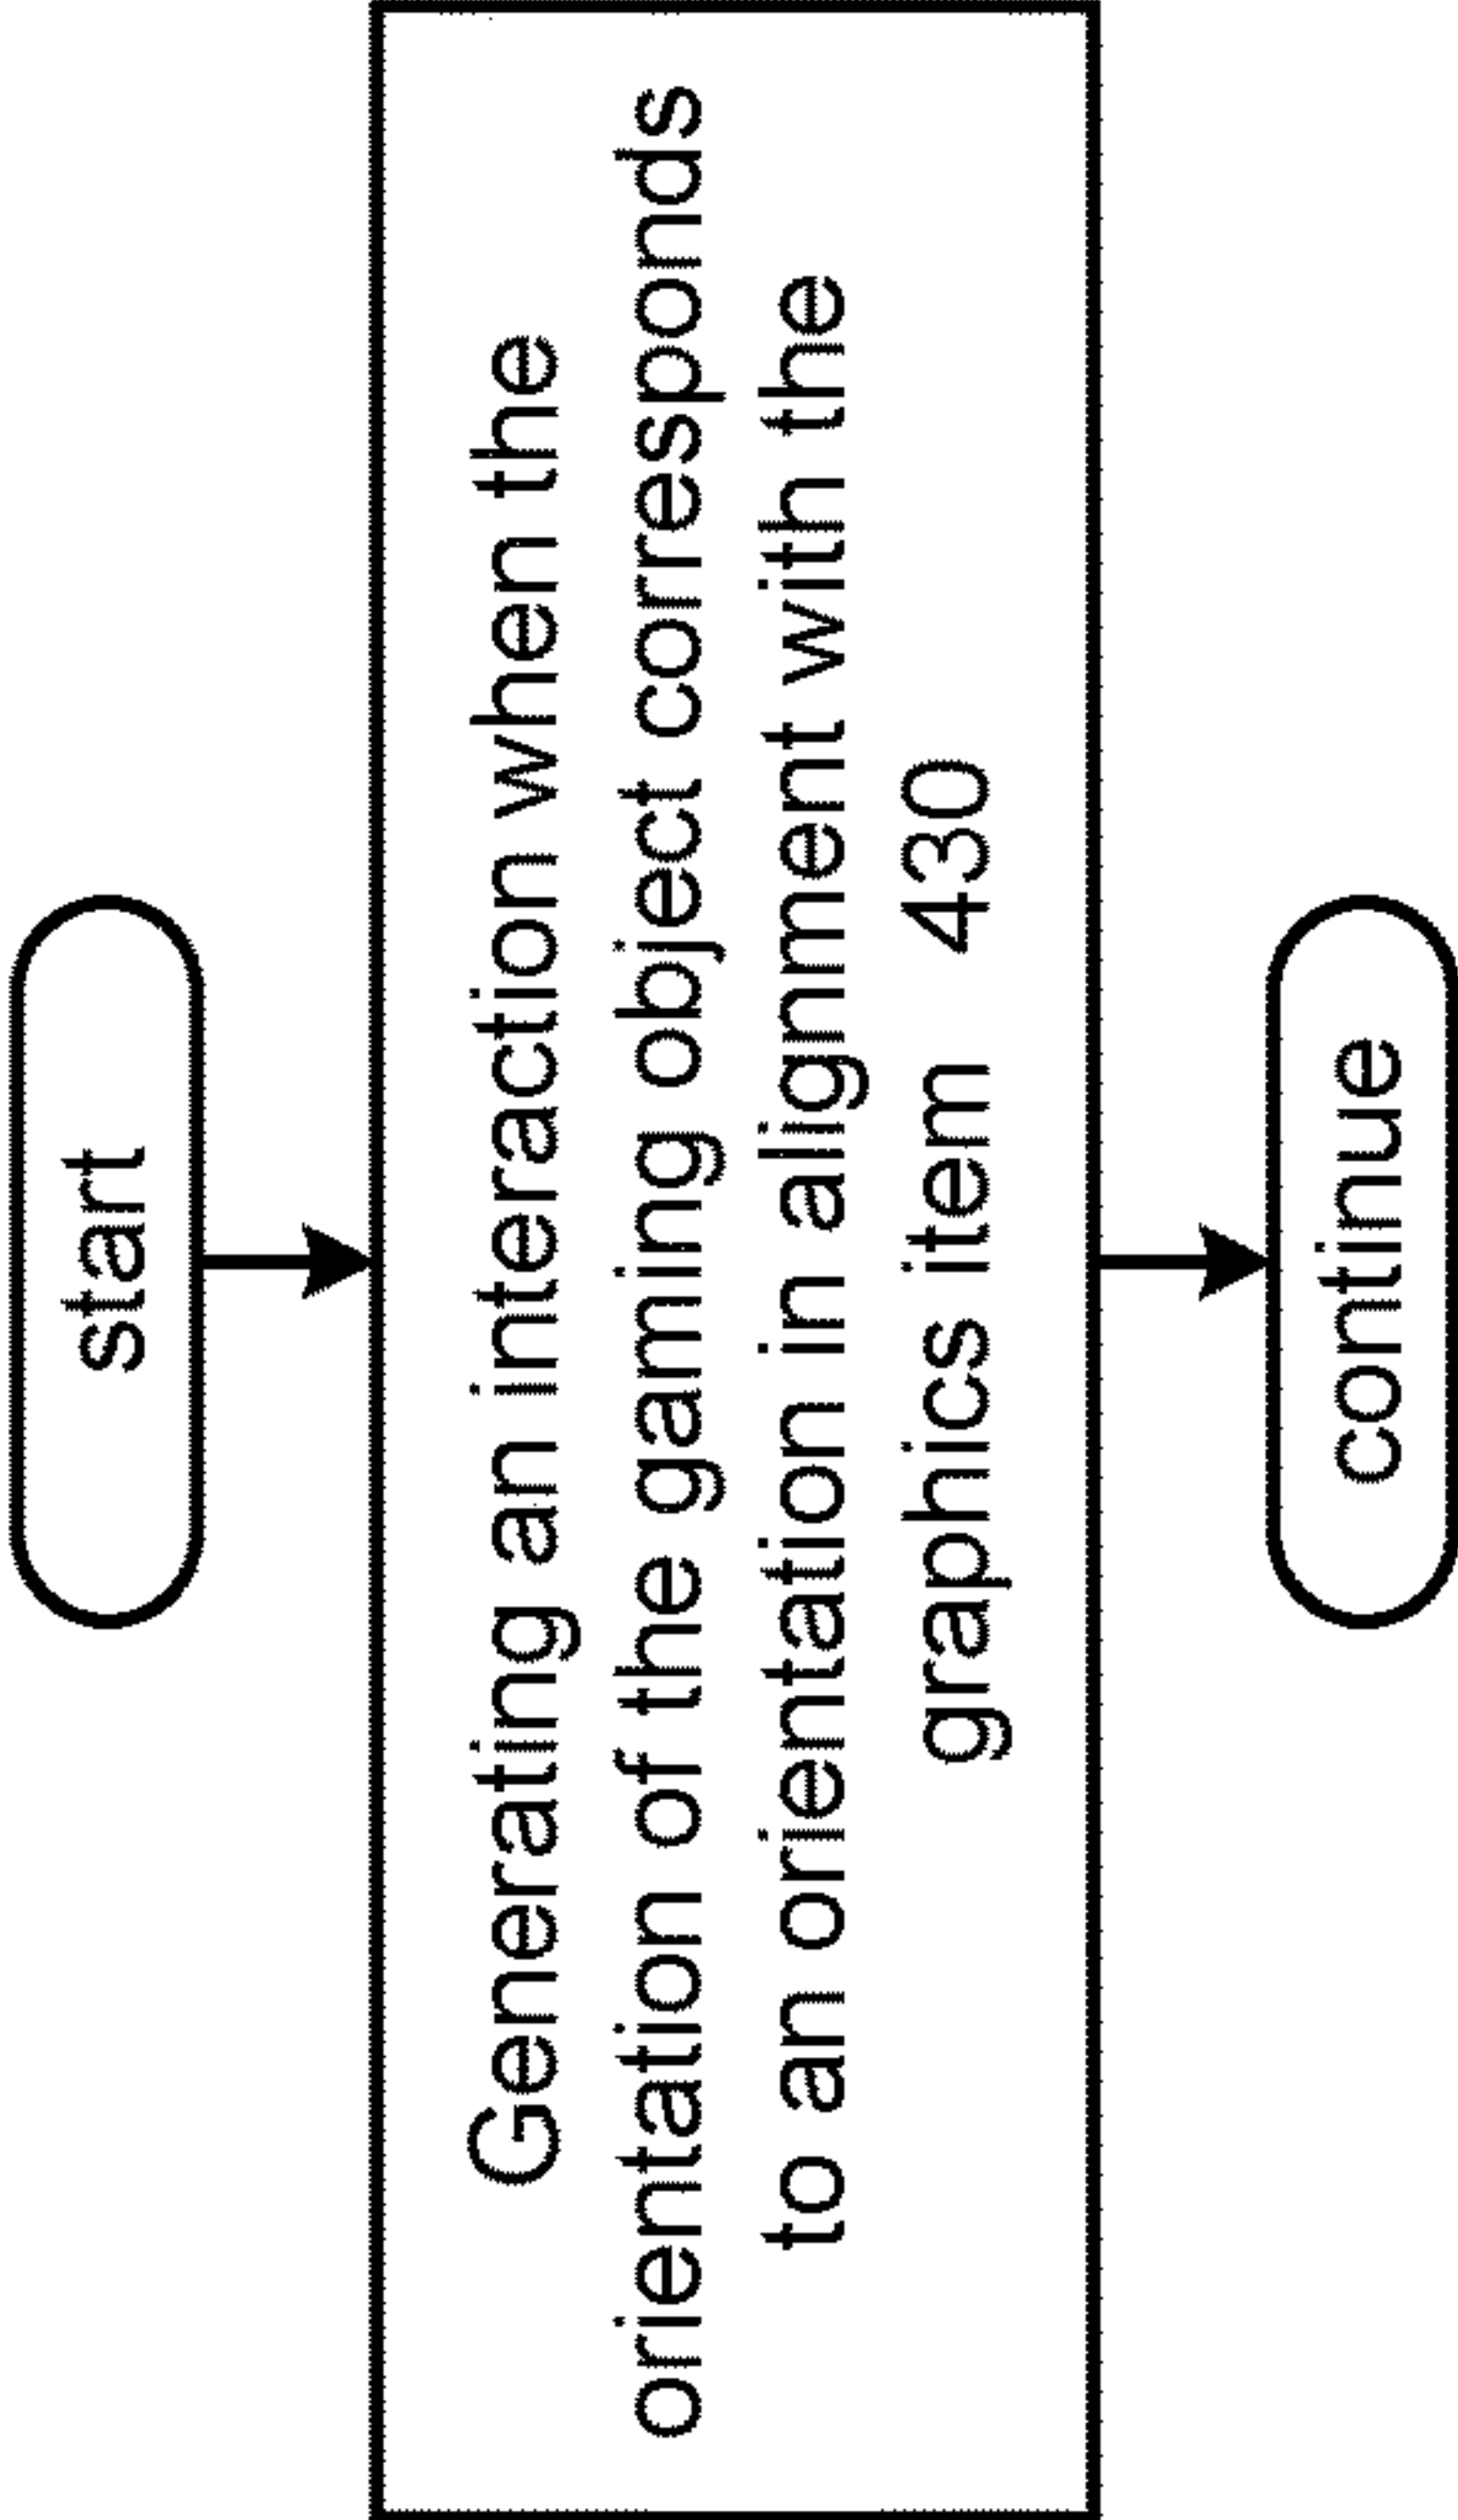 start
Generating an interaction when the
orientation of the gaming object corresponds
to an orientation in alignment with the
graphics item 430
continue